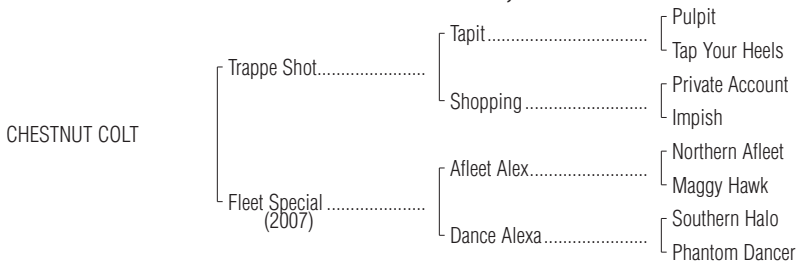 Pulpit
Tapit..................................
Tap Your Heels
Trappe Shot.......................
Private Account
Shopping..........................
Impish
CHESTNUT COLT
Northern Afleet
Afleet Alex.........................
Maggy Hawk
Fleet Special .....................
(2007)
Southern Halo
Dance Alexa......................
Phantom Dancer